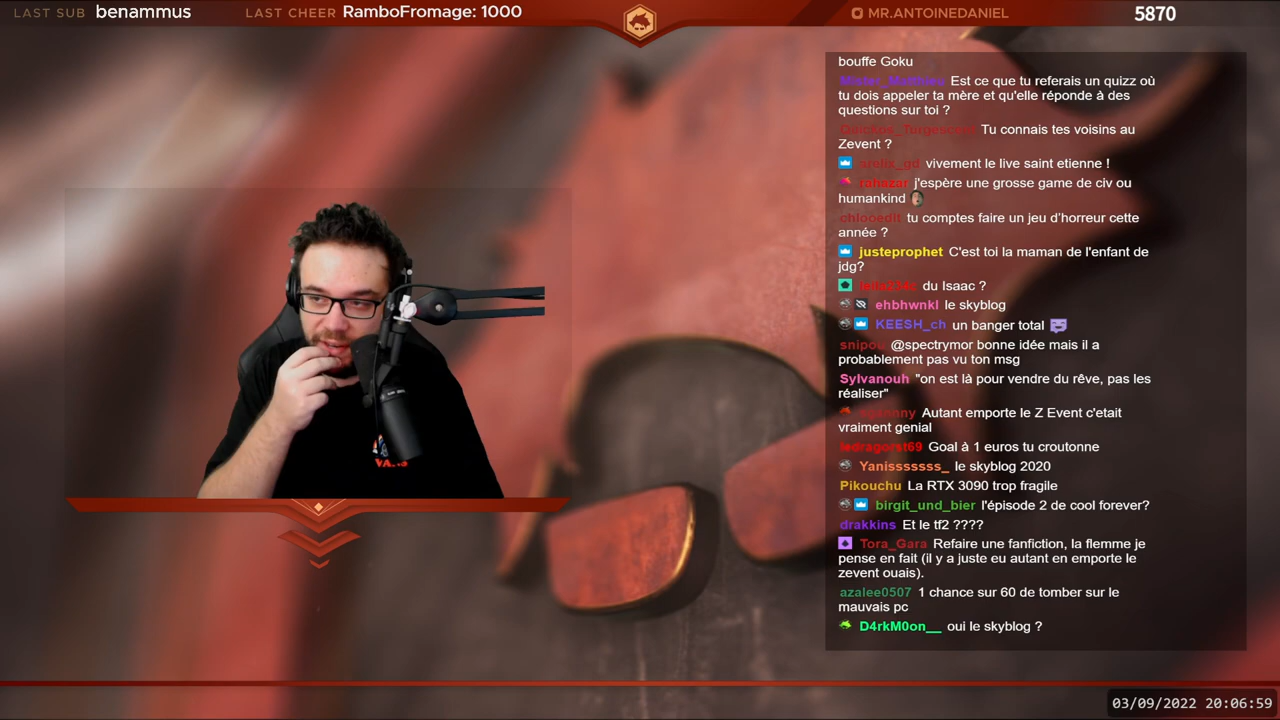 LAST SUB benammus LAST CHEER RamboFromage: 1000 MR.ANTOINEDANIEL 5870
bouffe Goku
Est ce que tu referais un quizz où
tu dois appeler ta mère et qu'elle réponde à des
questions sur toi ?
Tu connais tes voisins au
Zevent ?
arelix_gd vivement le live saint etienne !
rahazar j'espère une grosse game de civ ou
humankind
tu comptes faire un jeu d'horreur cette
année ?
justeprophet C'est toi la maman de l'enfant de
jdg?
du Isaac ?
ehbhwnkl le skyblog
KEESH_ch un banger total
@spectrymor bonne idée mais il a
probablement pas vu ton msg
Sylvanouh "on est là pour vendre du rêve, pas les
réaliser"
Autant emporte le Z Event c'etait
vraiment genial
ledragorst69 Goal à 1 euros tu croutonne
Yanisssssss_ le skyblog 2020
Pikouchu La RTX 3090 trop fragile
birgit_und_bier l'épisode 2 de cool forever?
drakkins Et le tf2 ????
Tora_Gara Refaire une fanfiction, la flemme je
pense en fait (il y a juste eu autant en emporte le
zevent ouais).
azalee0507 1 chance sur 60 de tomber sur le
mauvais pc
D4rkM0on__ oui le skyblog ?
VANS
03/09/2022 20:06:59